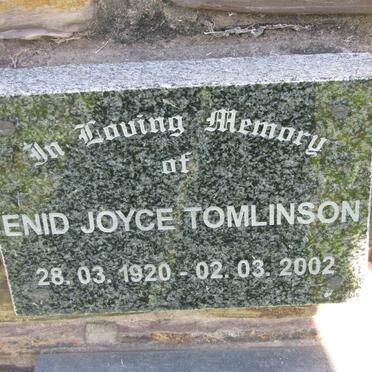 In Loving Memory
of
ENID JOYCE TOMLINSON
28. 03. 1920 - 02. 03. 2002